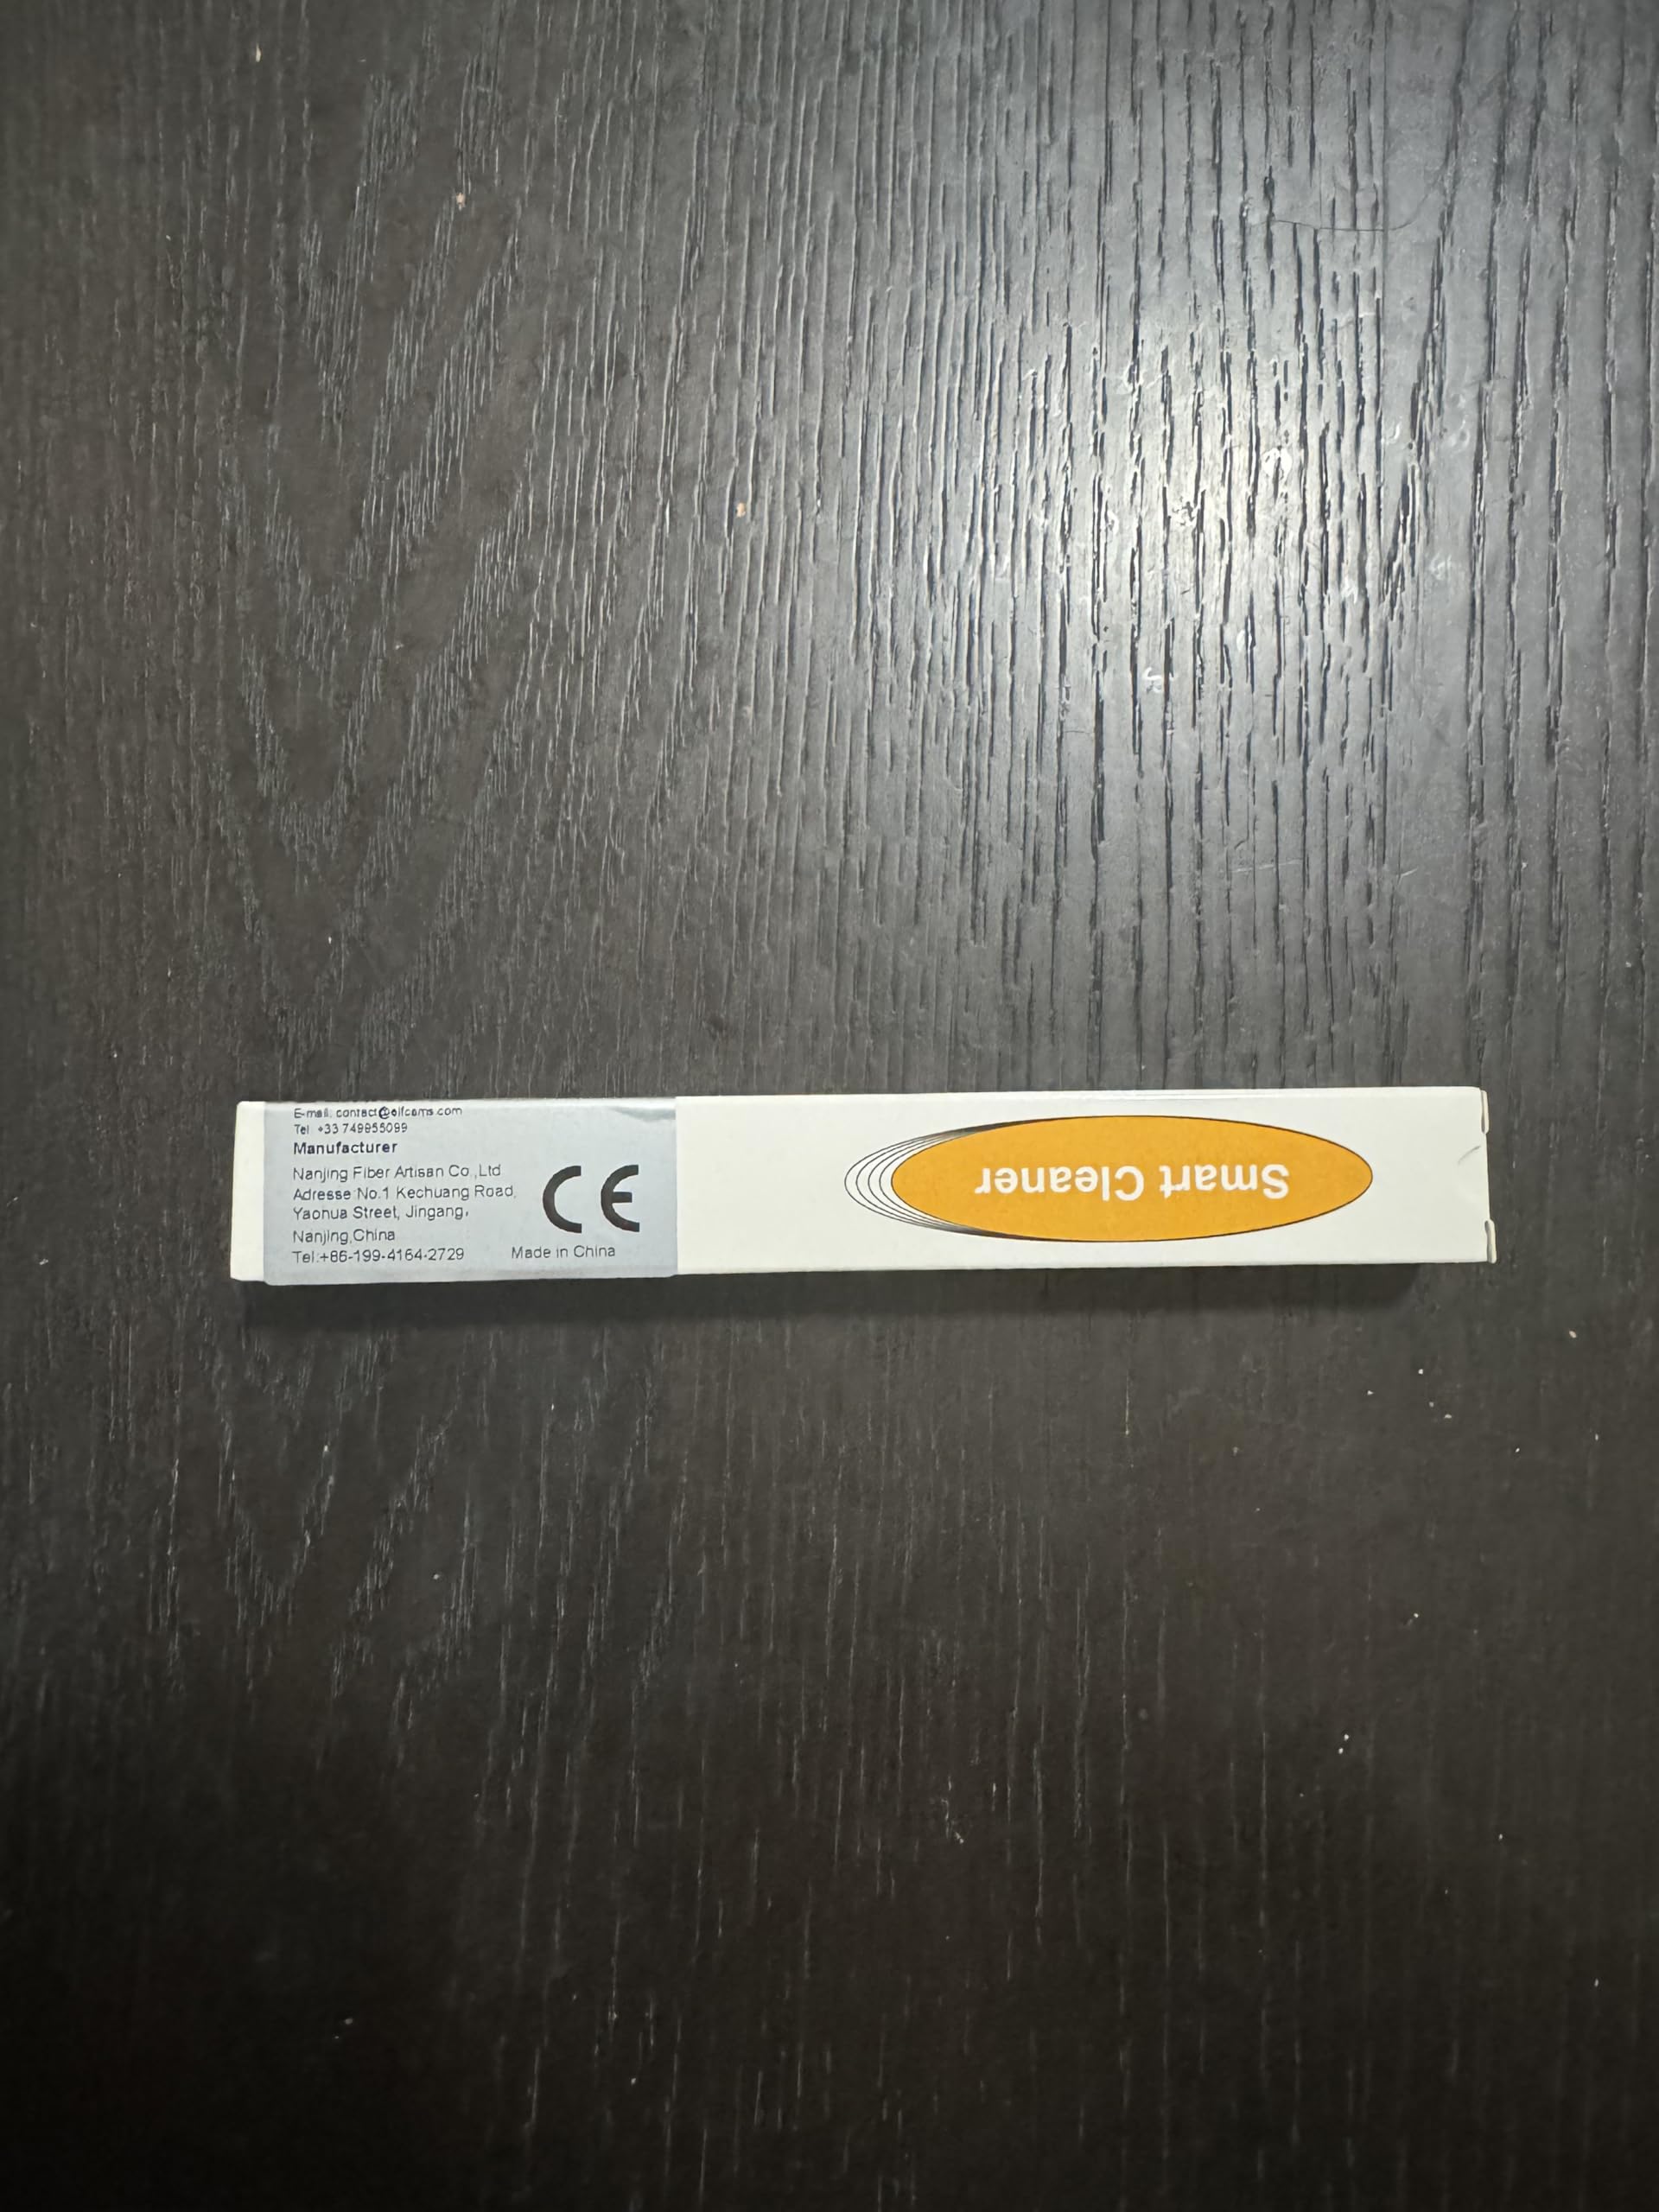 E-mail: contact@elfcams.com
Tel: +33 749955099
Manufacturer
Nanjing Fiber Artisan Co.,Ltd
Adresse:No.1 Kechuang Road,
Yaohua Street, Jingang,
Nanjing,China
Tel:+86-199-4164-2729
CE
Made in China
Smart Cleaner